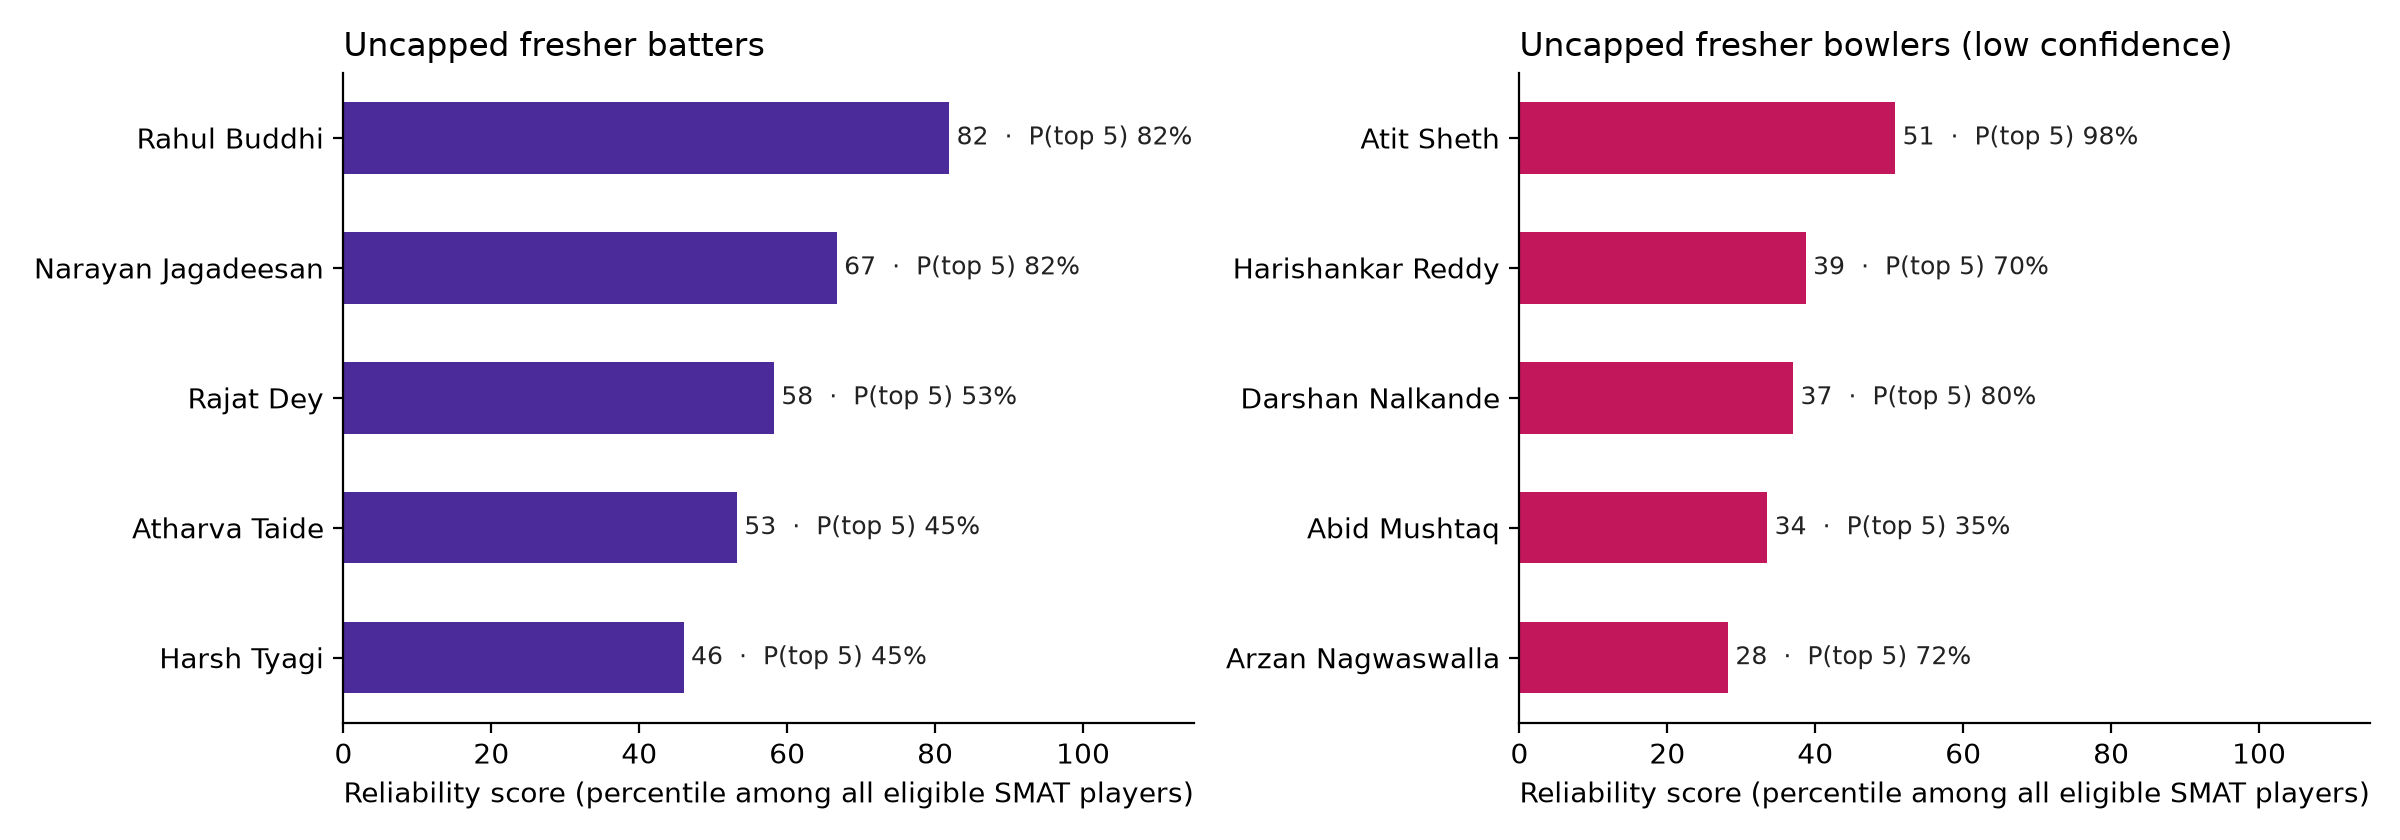 Uncapped fresher batters
Rahul Buddhi
82 · P(top 5) 82%
Narayan Jagadeesan
67 · P(top 5) 82%
Rajat Dey
58 · P(top 5) 53%
Atharva Taide
53 · P(top 5) 45%
Harsh Tyagi
46 · P(top 5) 45%
0 20 40 60 80 100
Reliability score (percentile among all eligible SMAT players)
Uncapped fresher bowlers (low confidence)
Atit Sheth
51 · P(top 5) 98%
Harishankar Reddy
39 · P(top 5) 70%
Darshan Nalkande
37 · P(top 5) 80%
Abid Mushtaq
34 · P(top 5) 35%
Arzan Nagwaswalla
28 · P(top 5) 72%
0 20 40 60 80 100
Reliability score (percentile among all eligible SMAT players)